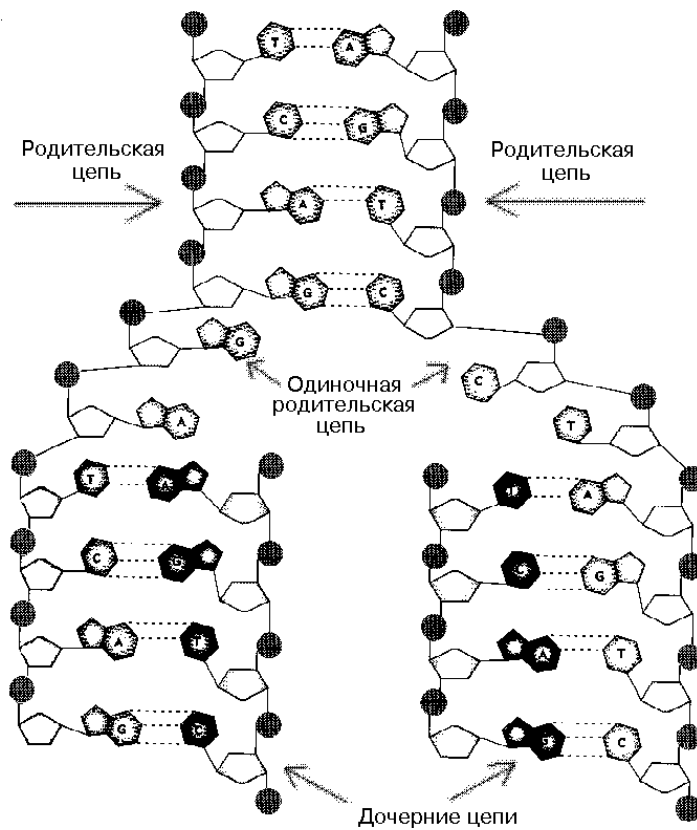 T A
C G
Родительская
цепь
Родительская
цепь
A T
G C
G
C
Одиночная
родительская
цепь
A
T
T A
A
C G
C G
A T
A T
G C
G C
Дочерние цепи